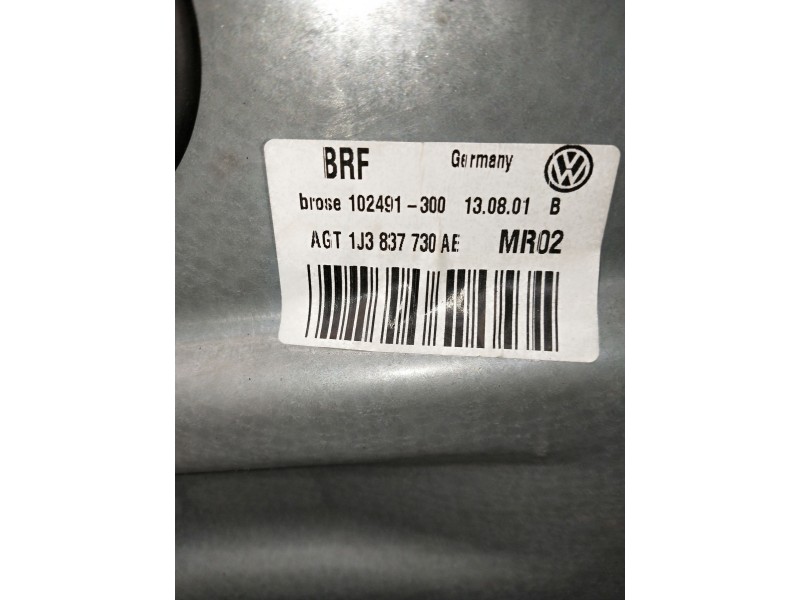 BRF Germany
brose 102491-300 13.08.01 B
AGT 1J3 837 730 AE MR02